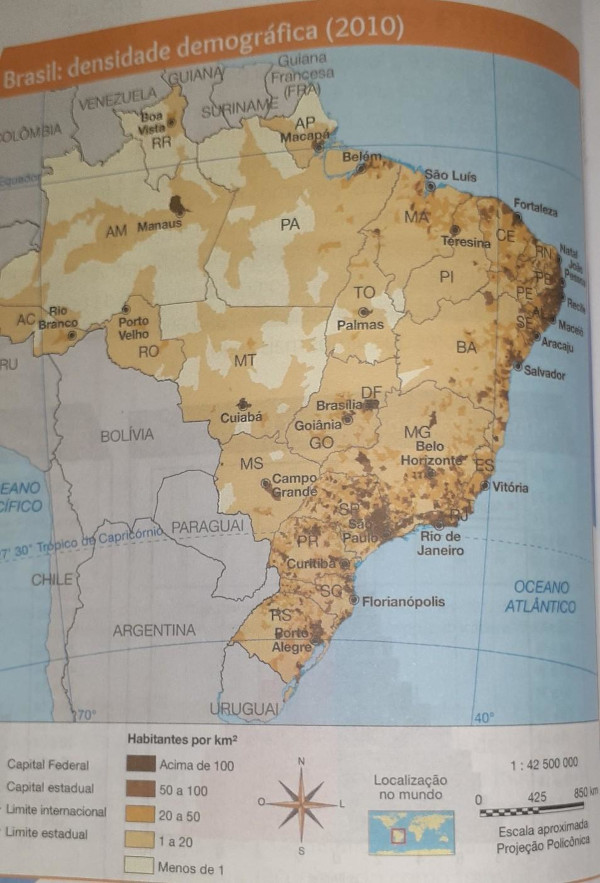 Brasil: densidade demográfica (2010)
Guiana
Francesa
(FRA)
GUIANA
SURINAME
VENEZUELA
COLÔMBIA
Boa
Vista
RR
AP
Macapá
Equador
Belém
São Luís
Fortaleza
AM
Manaus
PA
MA
Teresina
CE
RN
Natal
João
Pessoa
PB
PE
Recife
AL
Maceió
SE
Aracaju
PI
TO
Palmas
BA
Salvador
AC
Rio
Branco
Porto
Velho
RO
RU
MT
Cuiabá
DF
Brasília
Goiânia
GO
MG
Belo
Horizonte
ES
Vitória
BOLÍVIA
MS
Campo
Grande
SP
São
Paulo
RJ
Rio de
Janeiro
EANO
CÍFICO
PARAGUAI
7' 30° Trópico de Capricórnio
PR
Curitiba
SC
Florianópolis
CHILE
OCEANO
ATLÂNTICO
ARGENTINA
RS
Porto
Alegre
URUGUAI
70°
40°
Capital Federal
Capital estadual
Limite internacional
Limite estadual
Habitantes por km²
Acima de 100
50 a 100
20 a 50
1 a 20
Menos de 1
N
O
L
S
Localização
no mundo
1 : 42 500 000
0 425 850 km
Escala aproximada
Projeção Policônica